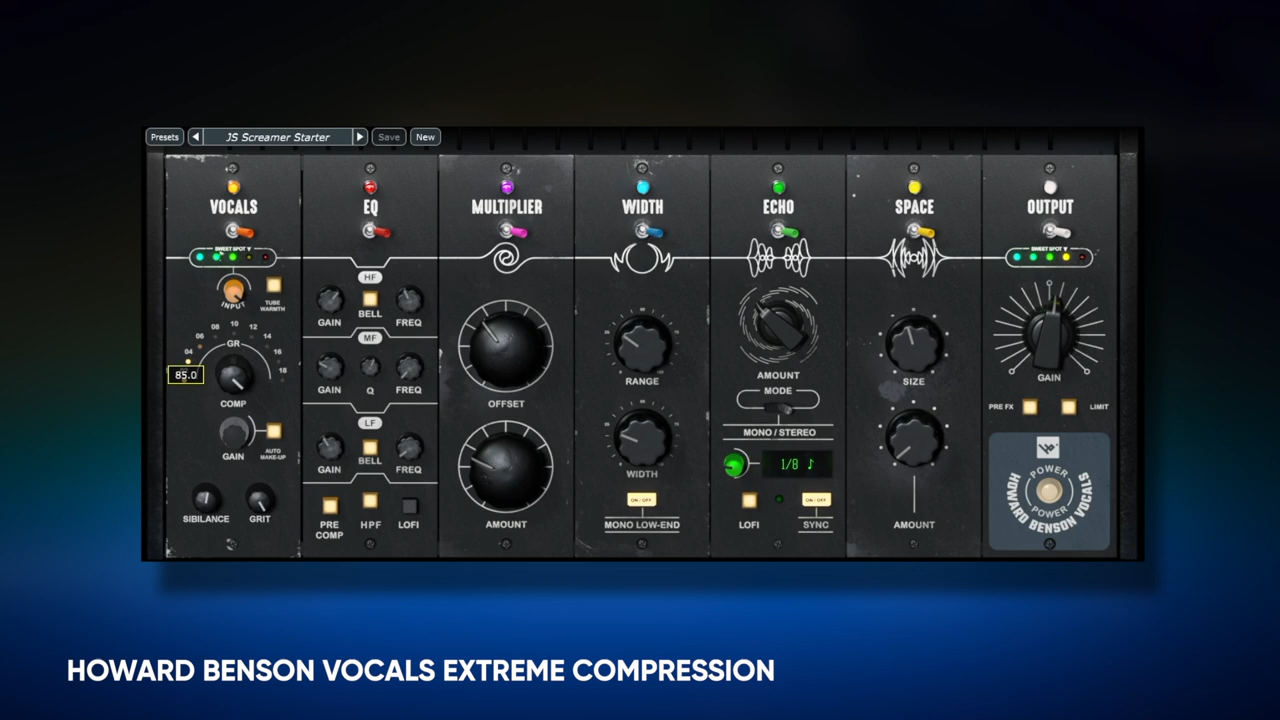 Presets
JS Screamer Starter
Save
New
VOCALS
EQ
MULTIPLIER
WIDTH
ECHO
SPACE
OUTPUT
SWEET SPOT
SWEET SPOT
INPUT
TUBE
WARMTH
04
06
08
10
12
14
16
18
GR
85.0
COMP
GAIN
AUTO
MAKE-UP
SIBILANCE
GRIT
HF
GAIN
BELL
FREQ
MF
GAIN
Q
FREQ
LF
GAIN
BELL
FREQ
PRE
COMP
HPF
LOFI
OFFSET
AMOUNT
RANGE
WIDTH
ON / OFF
MONO LOW-END
AMOUNT
MODE
MONO / STEREO
1/8 ♪
ON / OFF
LOFI
SYNC
SIZE
AMOUNT
GAIN
PRE FX
LIMIT
POWER
POWER
HOWARD BENSON VOCALS
HOWARD BENSON VOCALS EXTREME COMPRESSION